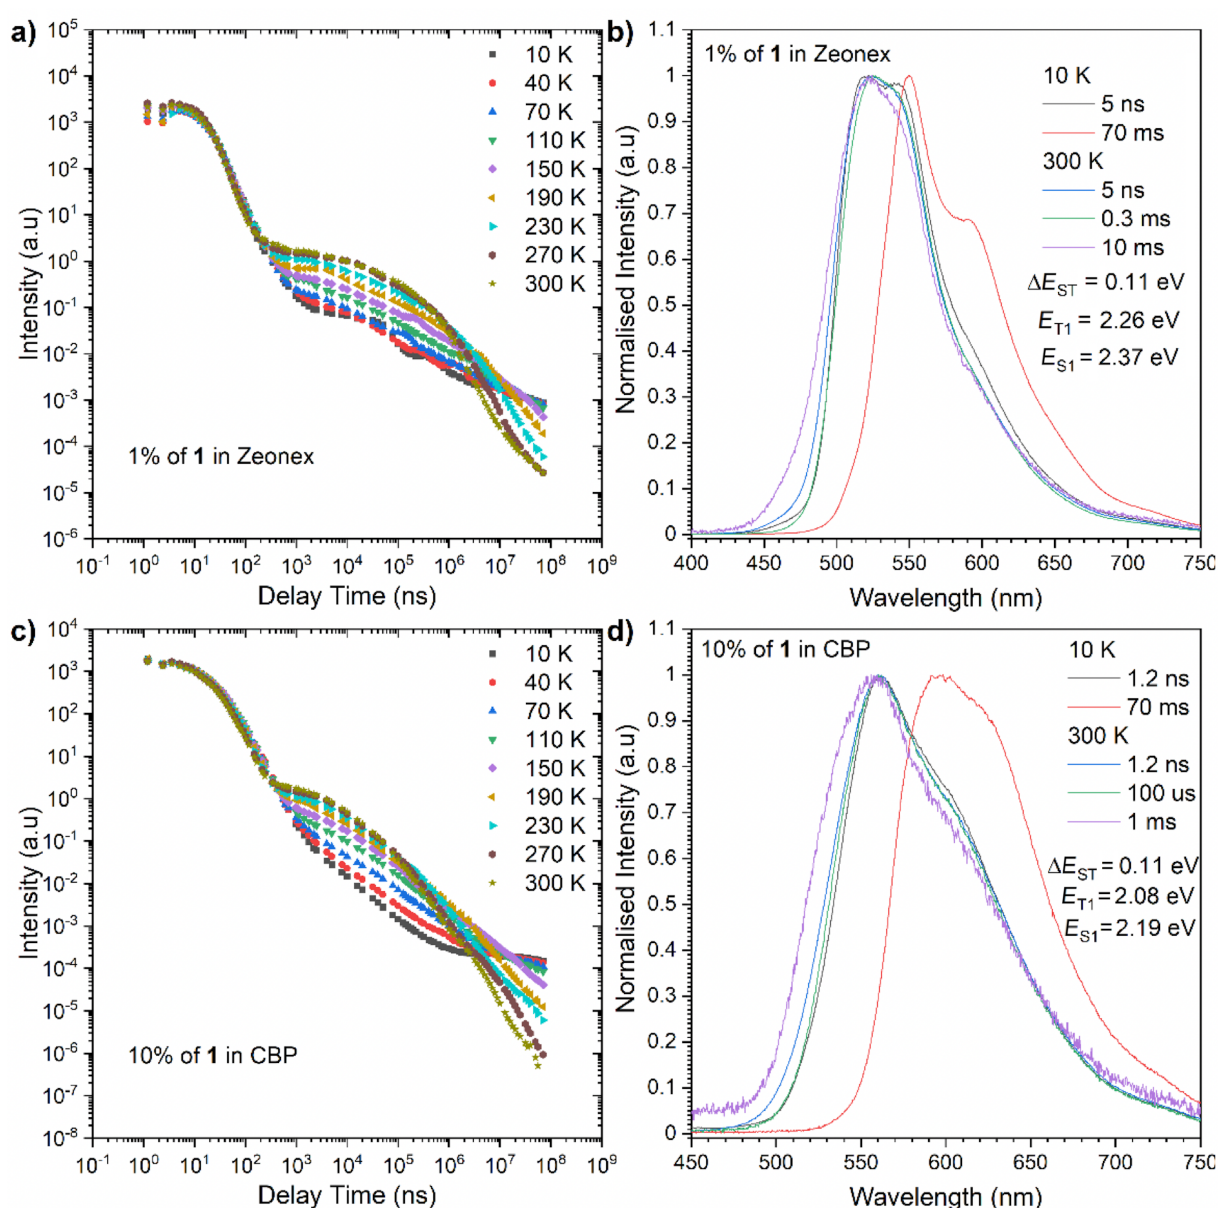 a)
10⁵
10⁴
10³
10²
10¹
10⁰
10⁻¹
10⁻²
10⁻³
10⁻⁴
10⁻⁵
10⁻⁶
Intensity (a.u)
10 K
40 K
70 K
110 K
150 K
190 K
230 K
270 K
300 K
1% of 1 in Zeonex
10⁻¹ 10⁰ 10¹ 10² 10³ 10⁴ 10⁵ 10⁶ 10⁷ 10⁸ 10⁹
Delay Time (ns)
b)
1.1
1
0.9
0.8
0.7
0.6
0.5
0.4
0.3
0.2
0.1
0
Normalised Intensity (a.u)
1% of 1 in Zeonex
10 K
5 ns
70 ms
300 K
5 ns
0.3 ms
10 ms
ΔE_ST = 0.11 eV
E_T1 = 2.26 eV
E_S1 = 2.37 eV
400 450 500 550 600 650 700 750
Wavelength (nm)
c)
10⁴
10³
10²
10¹
10⁰
10⁻¹
10⁻²
10⁻³
10⁻⁴
10⁻⁵
10⁻⁶
10⁻⁷
10⁻⁸
Intensity (a.u)
10 K
40 K
70 K
110 K
150 K
190 K
230 K
270 K
300 K
10% of 1 in CBP
10⁻¹ 10⁰ 10¹ 10² 10³ 10⁴ 10⁵ 10⁶ 10⁷ 10⁸ 10⁹
Delay Time (ns)
d)
1.1
1
0.9
0.8
0.7
0.6
0.5
0.4
0.3
0.2
0.1
0
Normalised Intensity (a.u)
10% of 1 in CBP
10 K
1.2 ns
70 ms
300 K
1.2 ns
100 us
1 ms
ΔE_ST = 0.11 eV
E_T1 = 2.08 eV
E_S1 = 2.19 eV
450 500 550 600 650 700 750
Wavelength (nm)